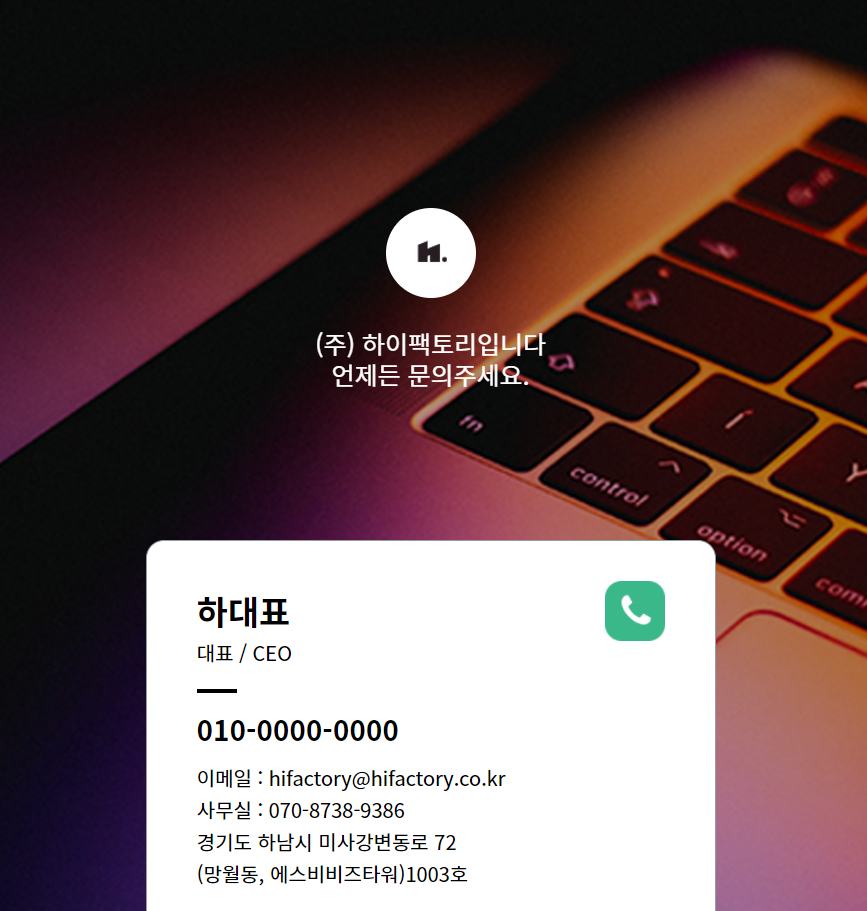 (주) 하이팩토리입니다
언제든 문의주세요.
fn
control
option
하대표
대표 / CEO
010-0000-0000
이메일 : hifactory@hifactory.co.kr
사무실 : 070-8738-9386
경기도 하남시 미사강변동로 72
(망월동, 에스비비즈타워)1003호